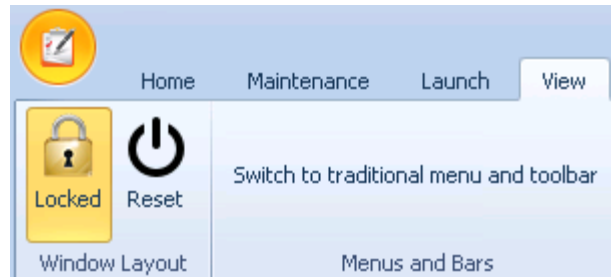 Home Maintenance Launch View
Locked Reset Switch to traditional menu and toolbar
Window Layout Menus and Bars